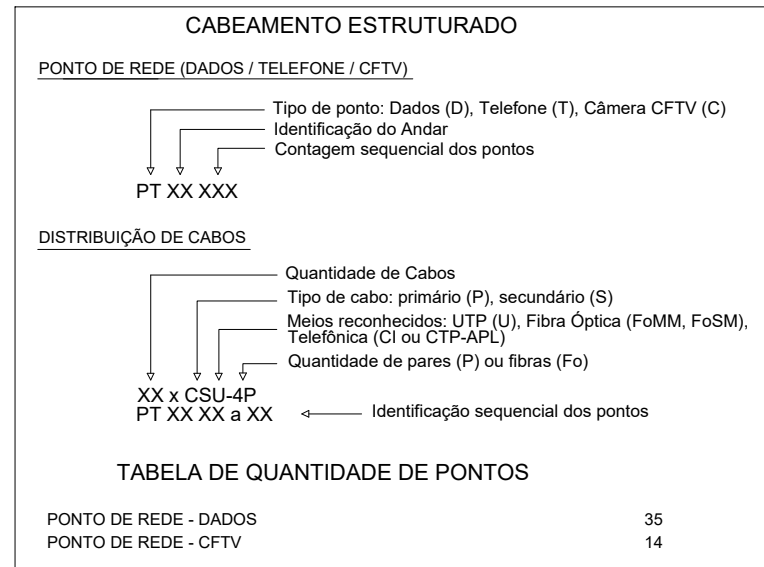 CABEAMENTO ESTRUTURADO
PONTO DE REDE (DADOS / TELEFONE / CFTV)
Tipo de ponto: Dados (D), Telefone (T), Câmera CFTV (C)
Identificação do Andar
Contagem sequencial dos pontos
PT XX XXX
DISTRIBUIÇÃO DE CABOS
Quantidade de Cabos
Tipo de cabo: primário (P), secundário (S)
Meios reconhecidos: UTP (U), Fibra Óptica (FoMM, FoSM),
Telefônica (CI ou CTP-APL)
Quantidade de pares (P) ou fibras (Fo)
XX x CSU-4P
PT XX XX a XX
Identificação sequencial dos pontos
TABELA DE QUANTIDADE DE PONTOS
PONTO DE REDE - DADOS 35
PONTO DE REDE - CFTV 14